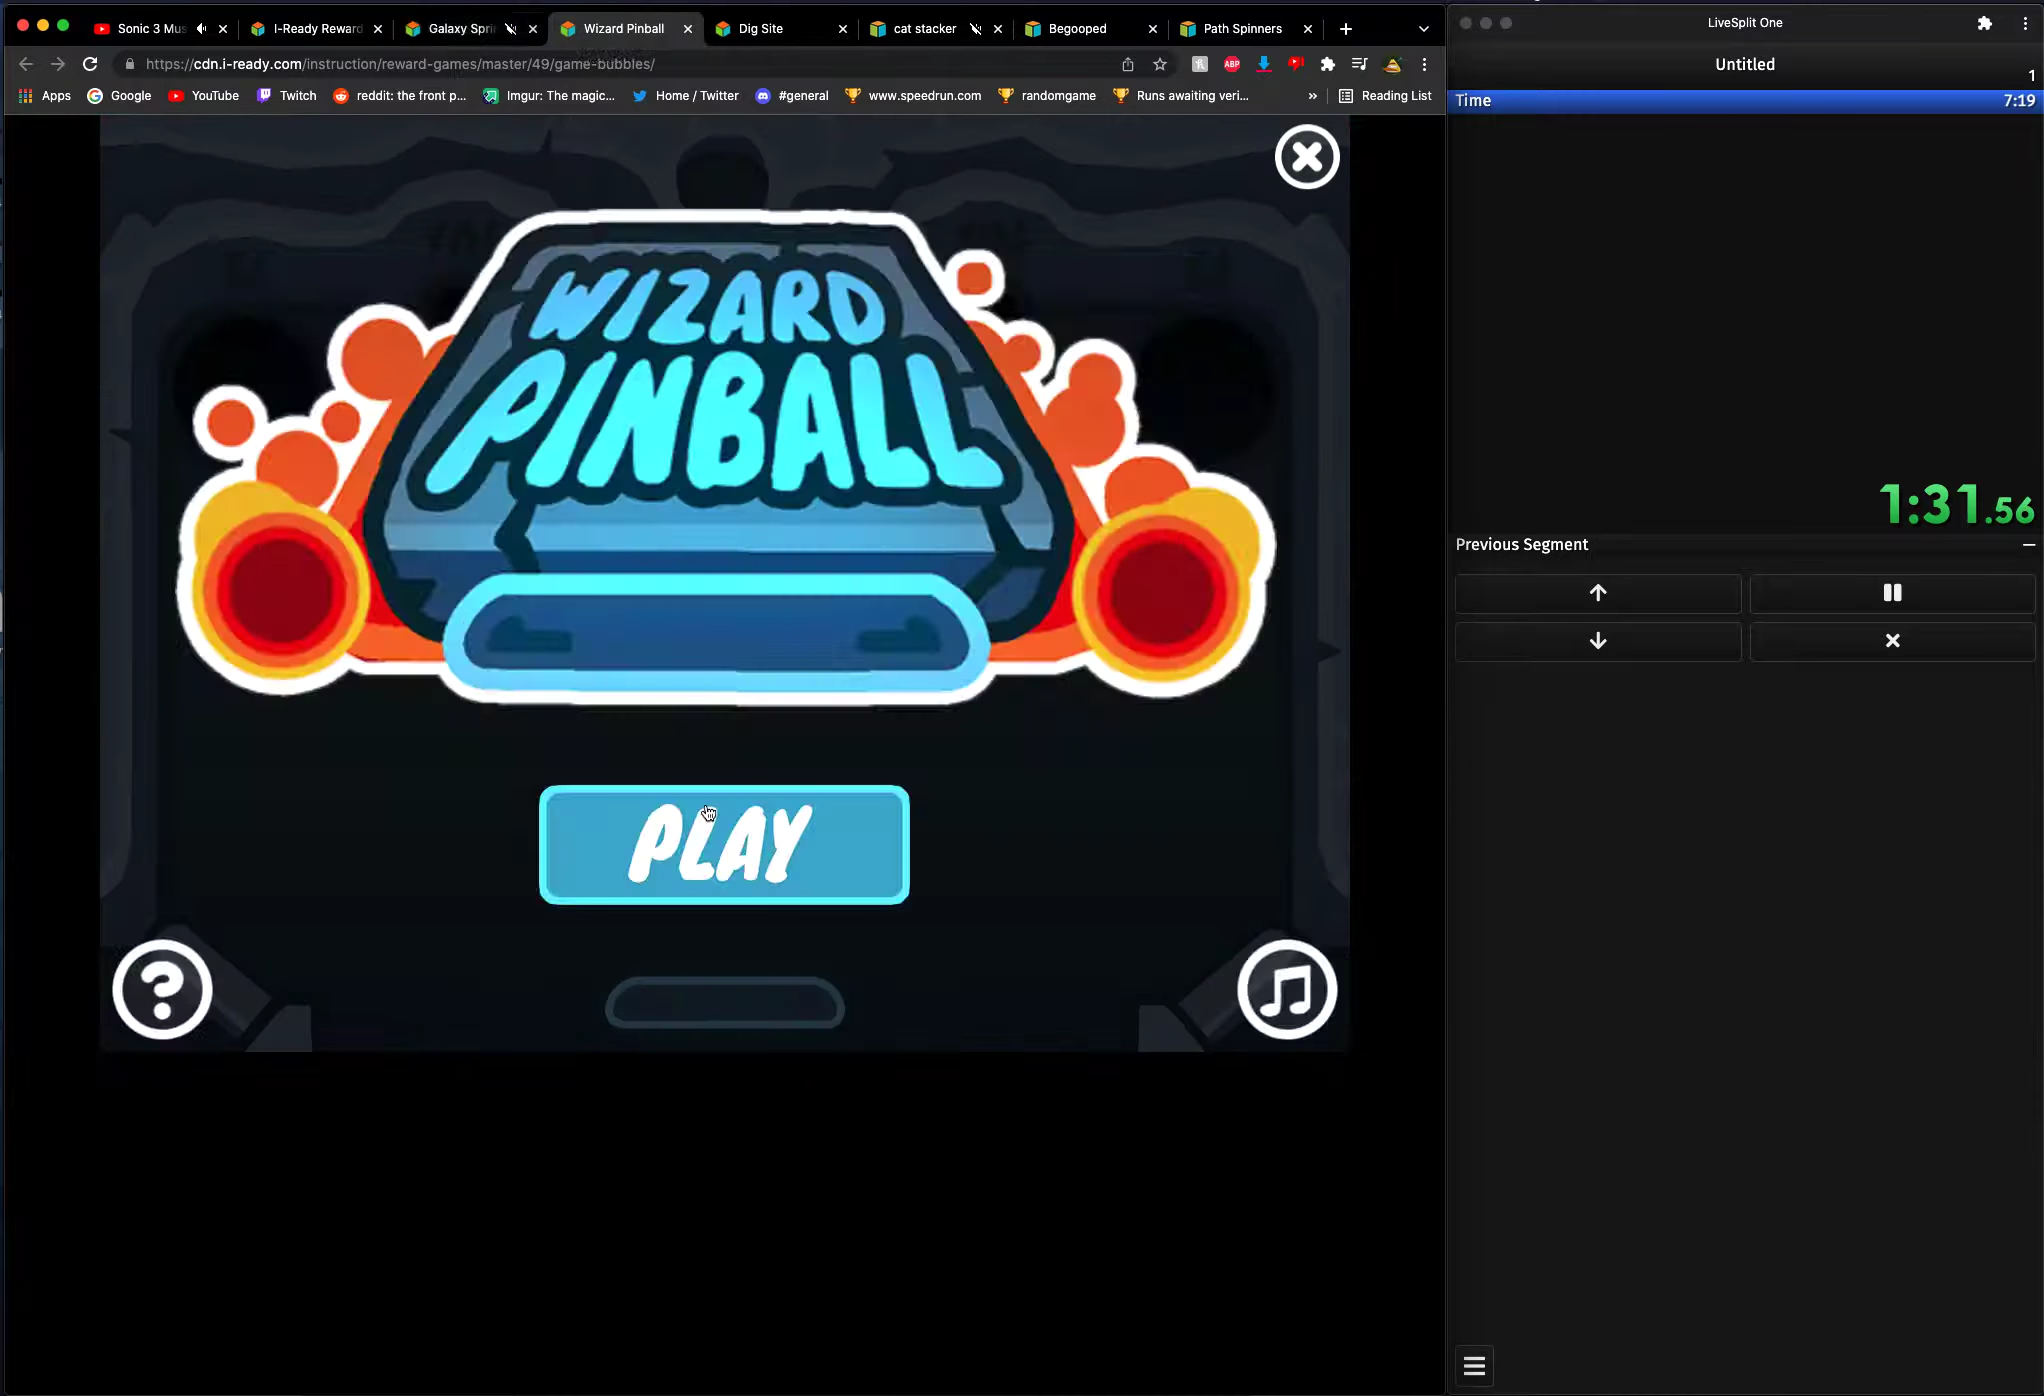 Sonic 3 Mus
I-Ready Reward
Galaxy Spri
Wizard Pinball
Dig Site
cat stacker
Begooped
Path Spinners
LiveSplit One
https://cdn.i-ready.com/instruction/reward-games/master/49/game-bubbles/
ABP
Untitled
1
Apps
Google
YouTube
Twitch
reddit: the front p...
Imgur: The magic...
Home / Twitter
#general
www.speedrun.com
randomgame
Runs awaiting veri...
»
Reading List
Time
7:19
WIZARD
PINBALL
1:31.56
Previous Segment
—
PLAY
?